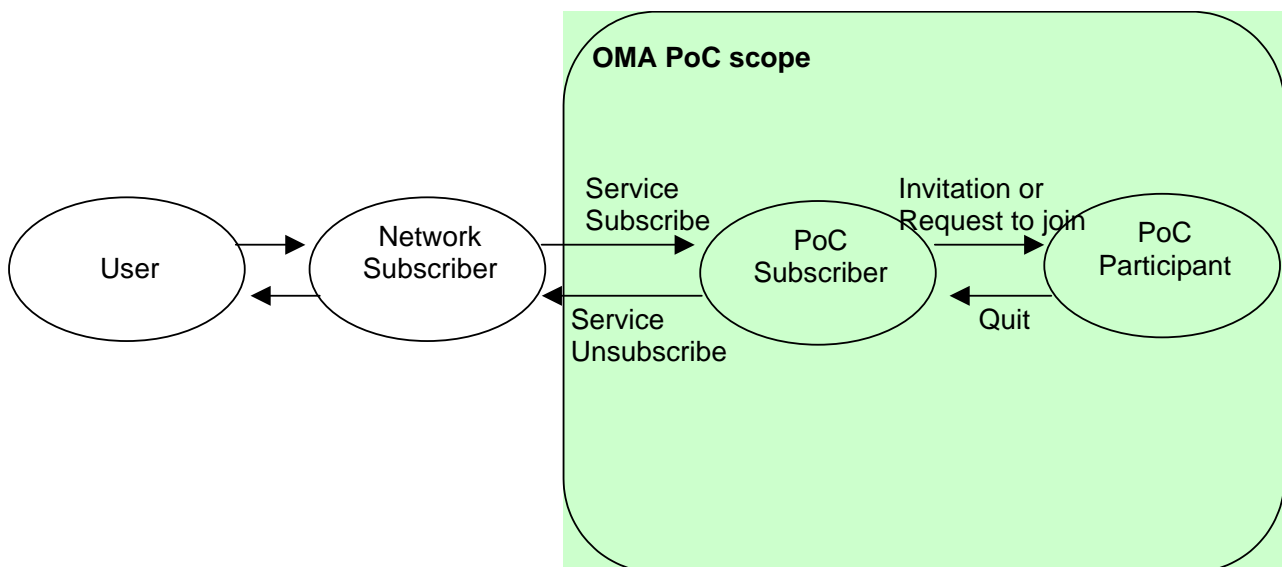 OMA PoC scope
User
Network
Subscriber
Service
Subscribe
Service
Unsubscribe
PoC
Subscriber
Invitation or
Request to join
Quit
PoC
Participant